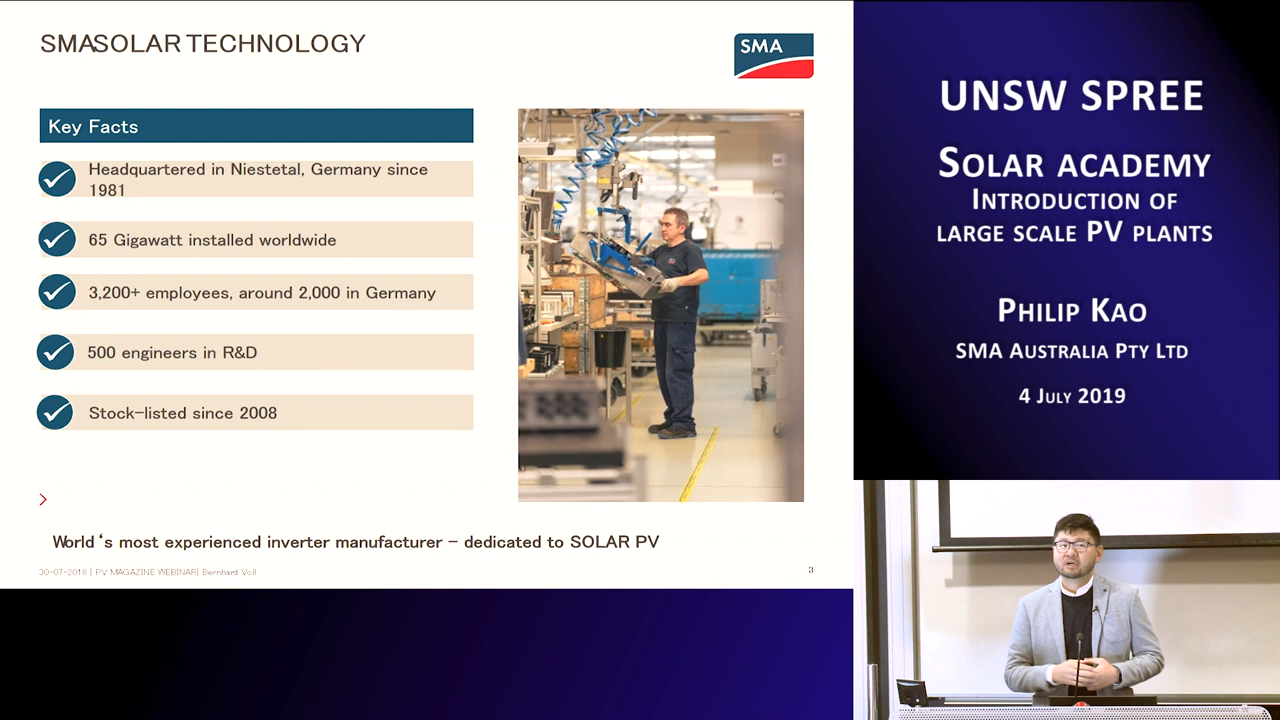 SMA SOLAR TECHNOLOGY
SMA
Key Facts
Headquartered in Niestetal, Germany since
1981
65 Gigawatt installed worldwide
3,200+ employees, around 2,000 in Germany
500 engineers in R&D
Stock-listed since 2008
World‘s most experienced inverter manufacturer – dedicated to SOLAR PV
30-07-2018 | PV MAGAZINE WEBINAR| Bernhard Voll
3
UNSW SPREE
SOLAR ACADEMY
INTRODUCTION OF
LARGE SCALE PV PLANTS
PHILIP KAO
SMA AUSTRALIA PTY LTD
4 JULY 2019